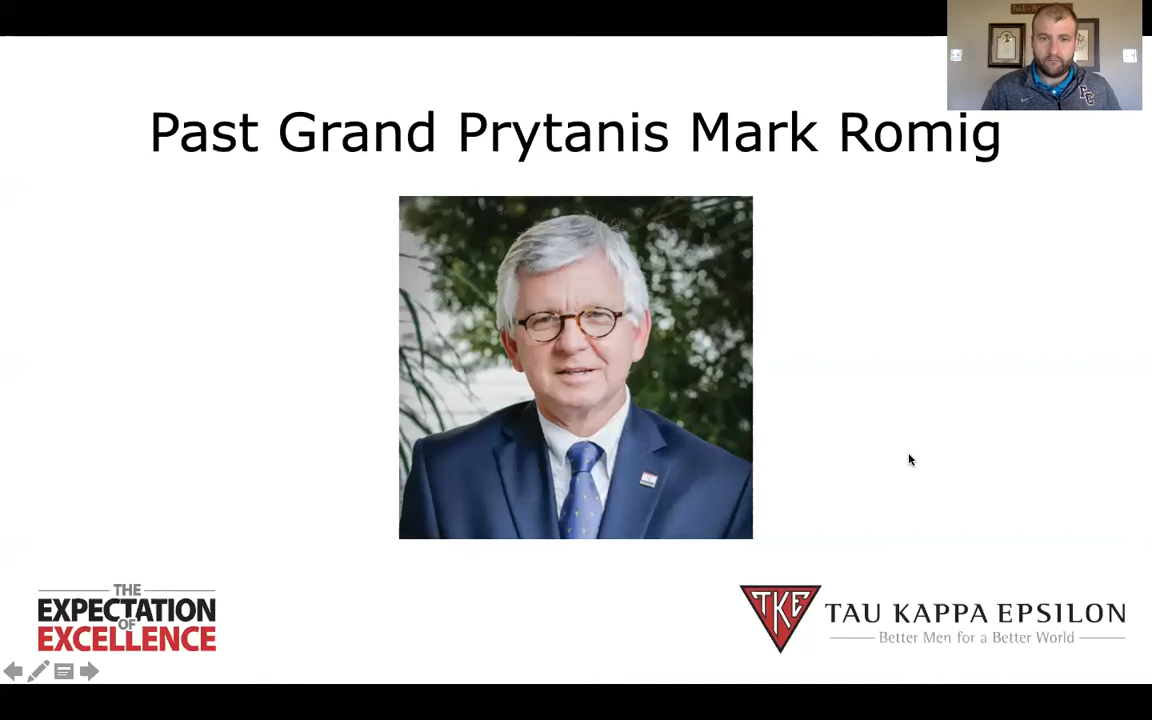 Past Grand Prytanis Mark Romig
THE
EXPECTATION
OF
EXCELLENCE
TKE
TAU KAPPA EPSILON
Better Men for a Better World